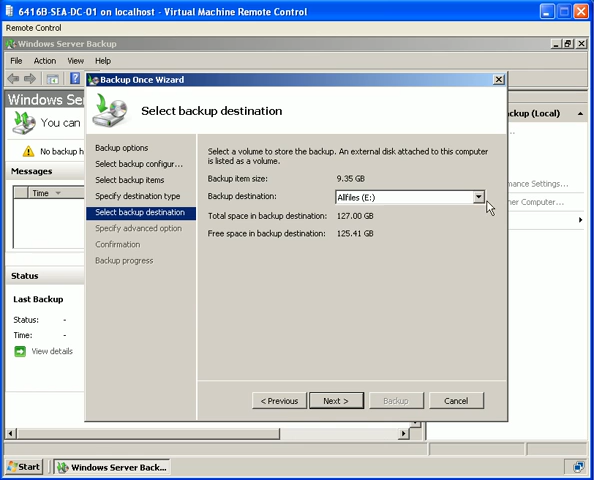 6416B-SEA-DC-01 on localhost - Virtual Machine Remote Control
Remote Control
Windows Server Backup
File Action View Help
Windows Se
You can
No backup h
Messages
Time
Status
Last Backup
Status: -
Time: -
View details
Backup Once Wizard
Select backup destination
Backup options
Select backup configur...
Select backup items
Specify destination type
Select backup destination
Specify advanced option
Confirmation
Backup progress
Select a volume to store the backup. An external disk attached to this computer
is listed as a volume.
Backup item size: 9.35 GB
Backup destination: Allfiles (E:)
Total space in backup destination: 127.00 GB
Free space in backup destination: 125.41 GB
< Previous Next > Backup Cancel
ckup (Local)
..
mance Settings...
her Computer...
Start Windows Server Back...